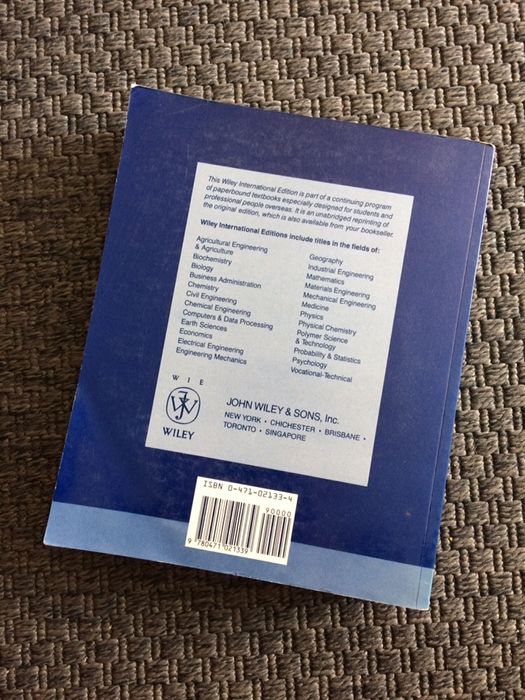 This Wiley International Edition is part of a continuing program
of paperbound textbooks especially designed for students and
professional people overseas. It is an unabridged reprinting of
the original edition, which is also available from your bookseller.
Wiley International Editions include titles in the fields of:
Agricultural Engineering
& Agriculture
Biochemistry
Biology
Business Administration
Chemistry
Civil Engineering
Chemical Engineering
Computers & Data Processing
Earth Sciences
Economics
Electrical Engineering
Engineering Mechanics
Geography
Industrial Engineering
Mathematics
Materials Engineering
Mechanical Engineering
Medicine
Physics
Physical Chemistry
Polymer Science
& Technology
Probability & Statistics
Psychology
Vocational-Technical
W I E
WILEY
JOHN WILEY & SONS, Inc.
NEW YORK · CHICHESTER · BRISBANE ·
TORONTO · SINGAPORE
ISBN 0-471-02133-4
90000
9 780471 021339